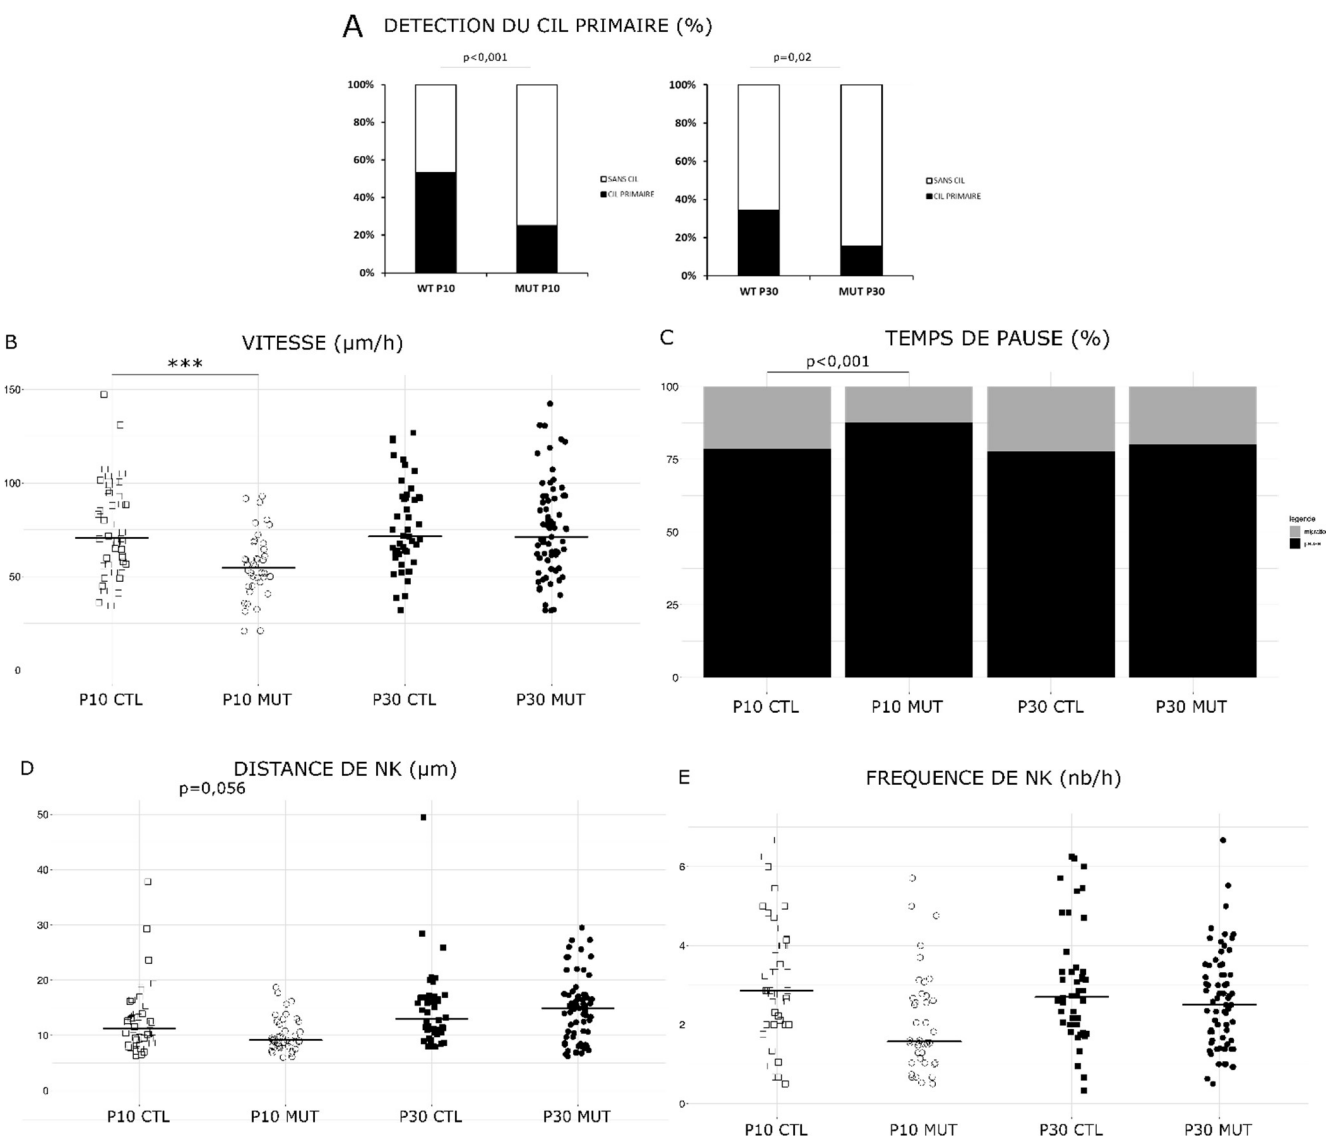 A DETECTION DU CIL PRIMAIRE (%)
p<0,001
100%
80%
60%
40%
20%
0%
WT P10 MUT P10
SANS CIL
CIL PRIMAIRE
p=0,02
100%
80%
60%
40%
20%
0%
WT P30 MUT P30
SANS CIL
CIL PRIMAIRE
B VITESSE (µm/h)
***
150
100
50
0
P10 CTL P10 MUT P30 CTL P30 MUT
C TEMPS DE PAUSE (%)
p<0,001
100
75
50
25
0
P10 CTL P10 MUT P30 CTL P30 MUT
legende
D DISTANCE DE NK (µm)
p=0,056
50
40
30
20
10
0
P10 CTL P10 MUT P30 CTL P30 MUT
E FREQUENCE DE NK (nb/h)
6
4
2
0
P10 CTL P10 MUT P30 CTL P30 MUT